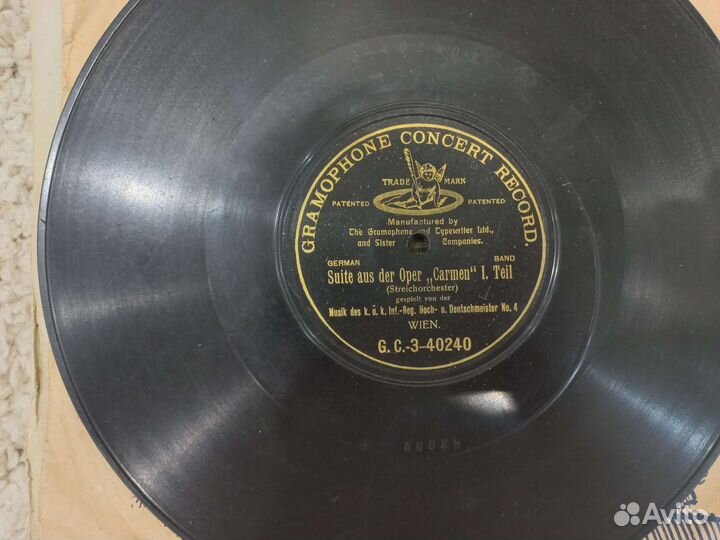 GRAMOPHONE CONCERT RECORD.
TRADE MARK
PATENTED PATENTED
Manufactured by
The Gramophone and Typewriter Ltd.,
and Sister Companies.
GERMAN BAND
Suite aus der Oper „Carmen“ I. Teil
(Streichorchester)
gespielt von der
Musik des k. u. k. Inf.-Reg. Hoch- u. Deutschmeister No. 4
WIEN.
G. C.-3-40240
Avito